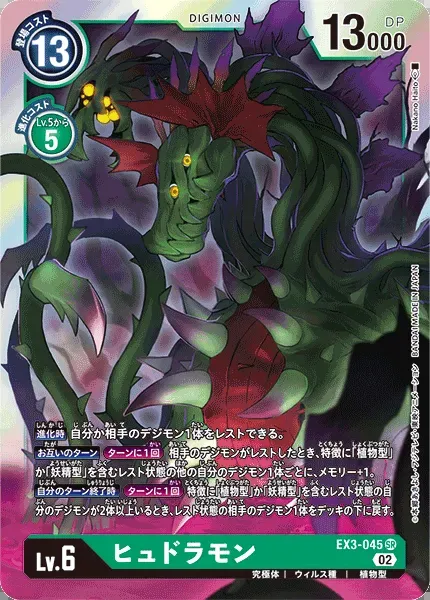 登場コスト
13
DIGIMON
DP
13000
進化コスト
Lv.5から
5
Nakano Haito
BANDAI MADE IN JAPAN
進化時 自分か相手のデジモン1体をレストできる。
お互いのターン ターンに1回 相手のデジモンがレストしたとき、特徴に「植物型」
か「妖精型」を含むレスト状態の他の自分のデジモン1体ごとに、メモリー+1。
自分のターン終了時 ターンに1回 特徴に「植物型」か「妖精型」を含むレスト状態の自
分のデジモンが2体以上いるとき、レスト状態の相手のデジモン1体をデッキの下に戻す。
EX3-045 SR
Lv.6 ヒュドラモン 02
究極体 ウィルス種 植物型